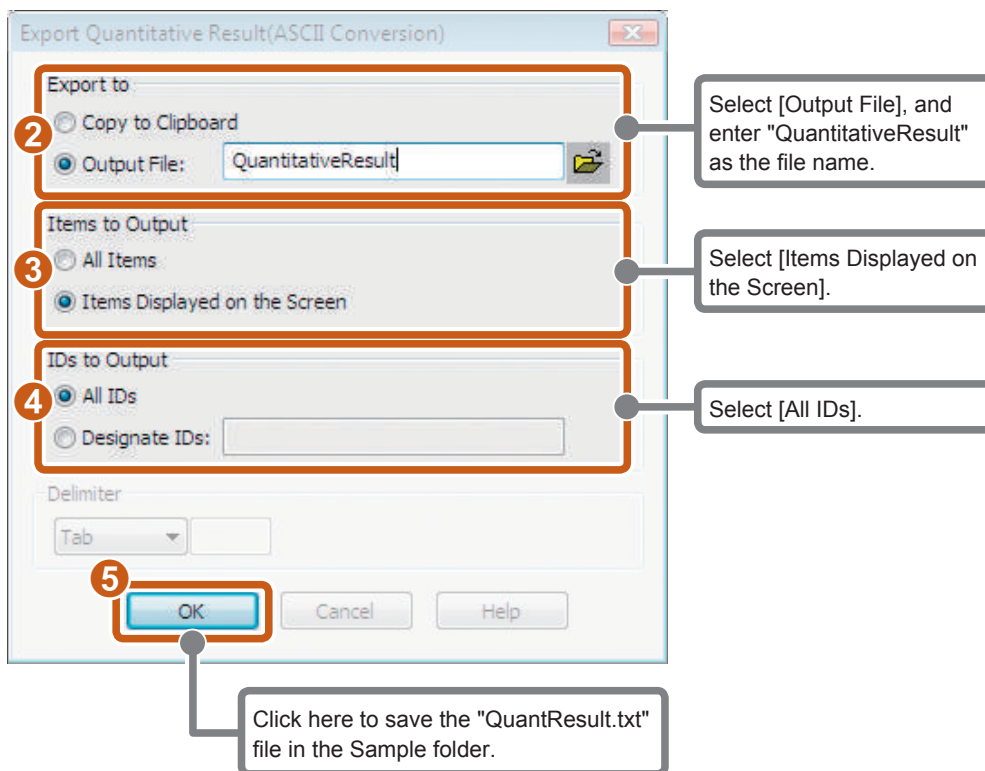 Export Quantitative Result(ASCII Conversion)
Export to
2
Copy to Clipboard
Output File: QuantitativeResult
Select [Output File], and
enter "QuantitativeResult"
as the file name.
Items to Output
3
All Items
Items Displayed on the Screen
Select [Items Displayed on
the Screen].
IDs to Output
4
All IDs
Designate IDs:
Select [All IDs].
Delimiter
Tab
5
OK
Cancel
Help
Click here to save the "QuantResult.txt"
file in the Sample folder.